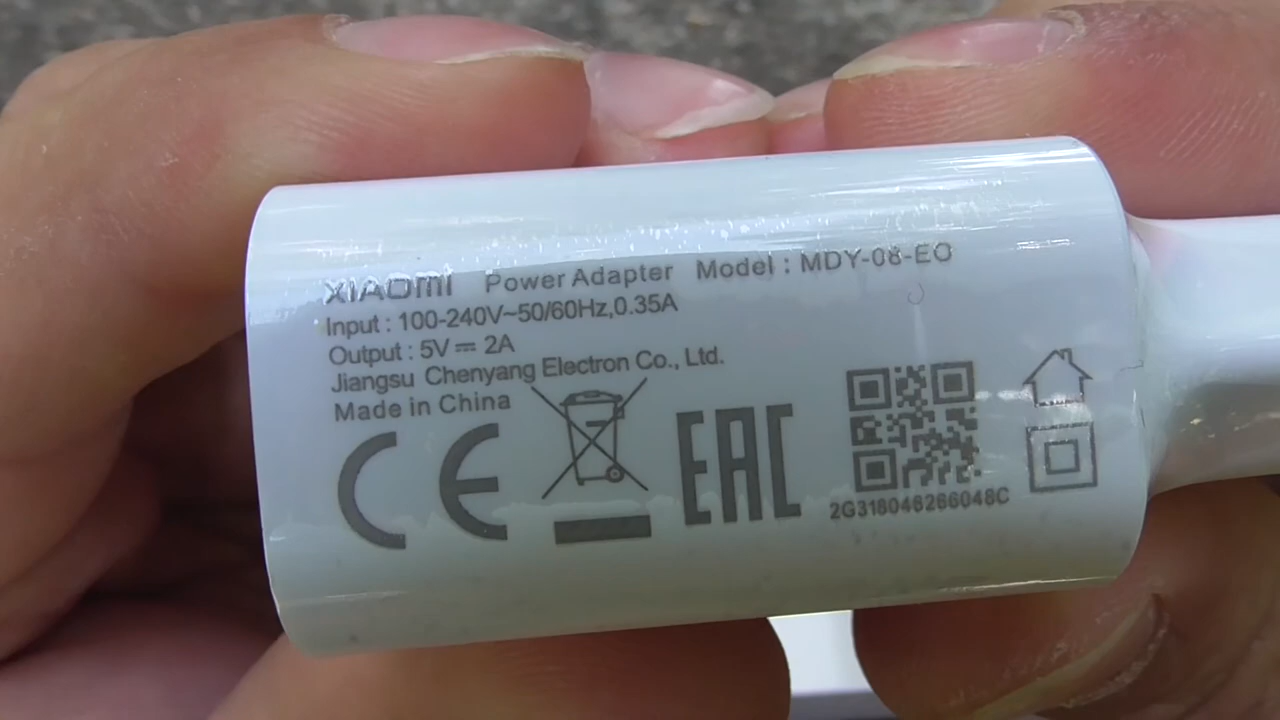 XIAOMI Power Adapter Model : MDY-08-EO
Input : 100-240V~50/60Hz,0.35A
Output : 5V⎓2A
Jiangsu Chenyang Electron Co., Ltd.
Made in China
CE EAC
2G318046286048C